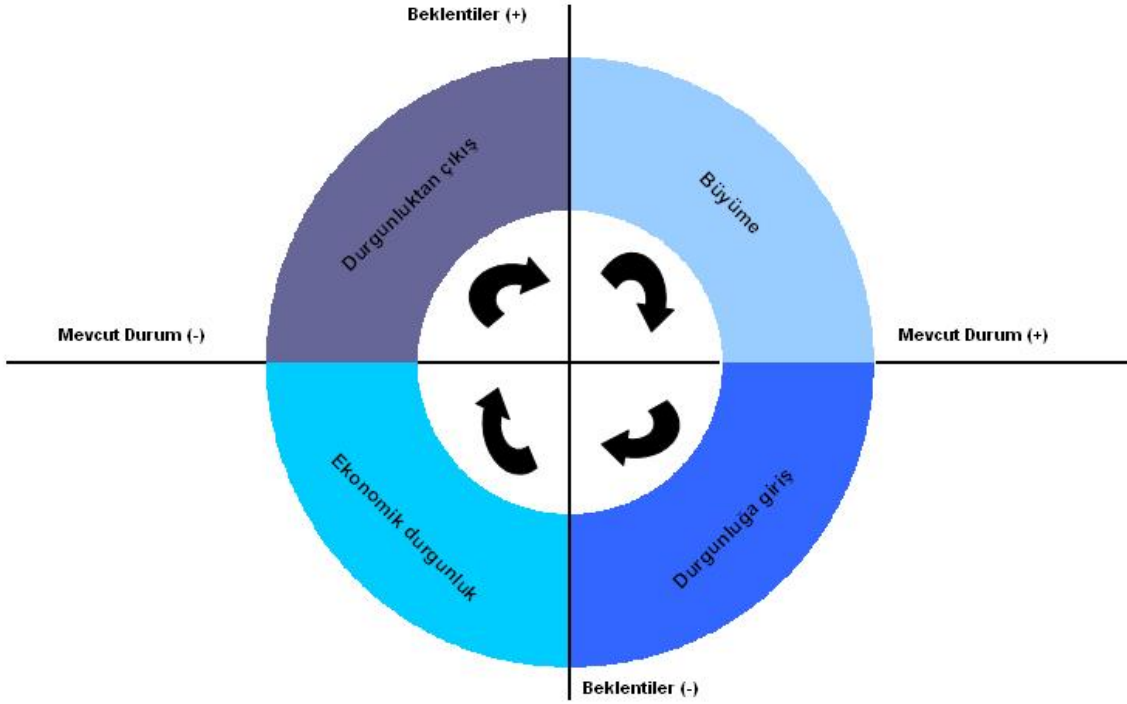 Beklentiler (+)
Durgunluktan çıkış
Büyüme
Mevcut Durum (-)
Mevcut Durum (+)
Ekonomik durgunluk
Durgunluğa giriş
Beklentiler (-)